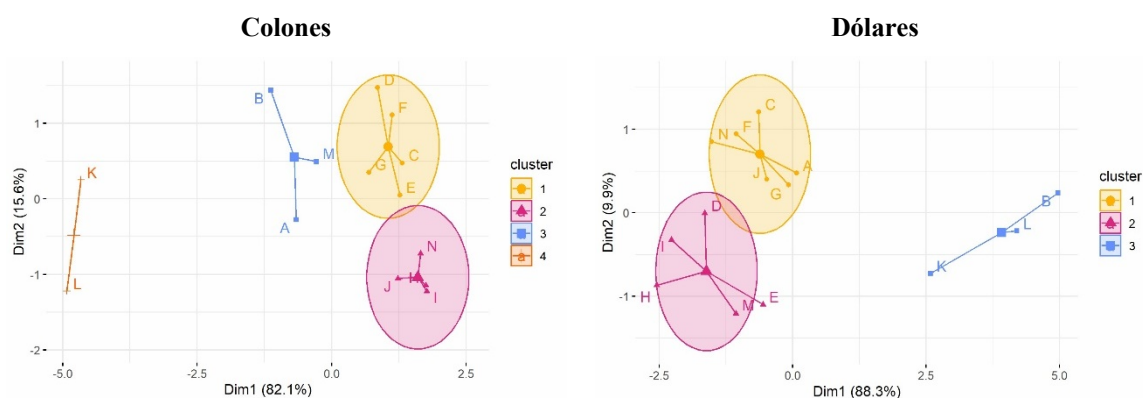 Colones
Dólares
B
D
F
M
G
C
E
A
K
L
N
J
H
I
1
0
-1
-2
-5.0
-2.5
0.0
2.5
Dim1 (82.1%)
Dim2 (15.6%)
cluster
1
2
3
4
C
F
N
A
J
G
D
I
H
M
E
B
L
K
1
0
-1
-2.5
0.0
2.5
5.0
Dim1 (88.3%)
Dim2 (9.9%)
cluster
1
2
3